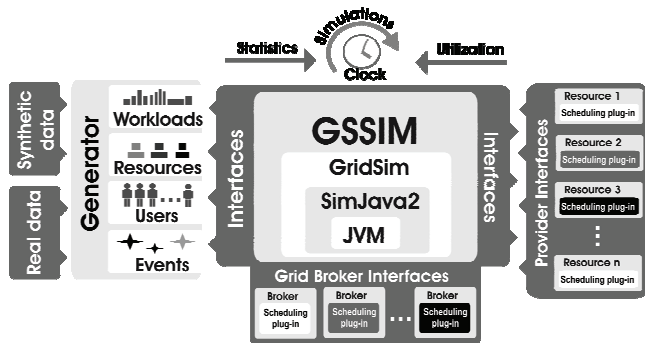 Simulations
Statistics
Utilization
Clock
Synthetic
data
Real data
Generator
Workloads
Resources
Users
Events
Interfaces
GSSIM
GridSim
SimJava2
JVM
Interfaces
Provider Interfaces
Resource 1
Scheduling plug-in
Resource 2
Scheduling plug-in
Resource 3
Scheduling plug-in
Resource n
Scheduling plug-in
Grid Broker Interfaces
Broker
Scheduling
plug-in
Broker
Scheduling
plug-in
...
Broker
Scheduling
plug-in